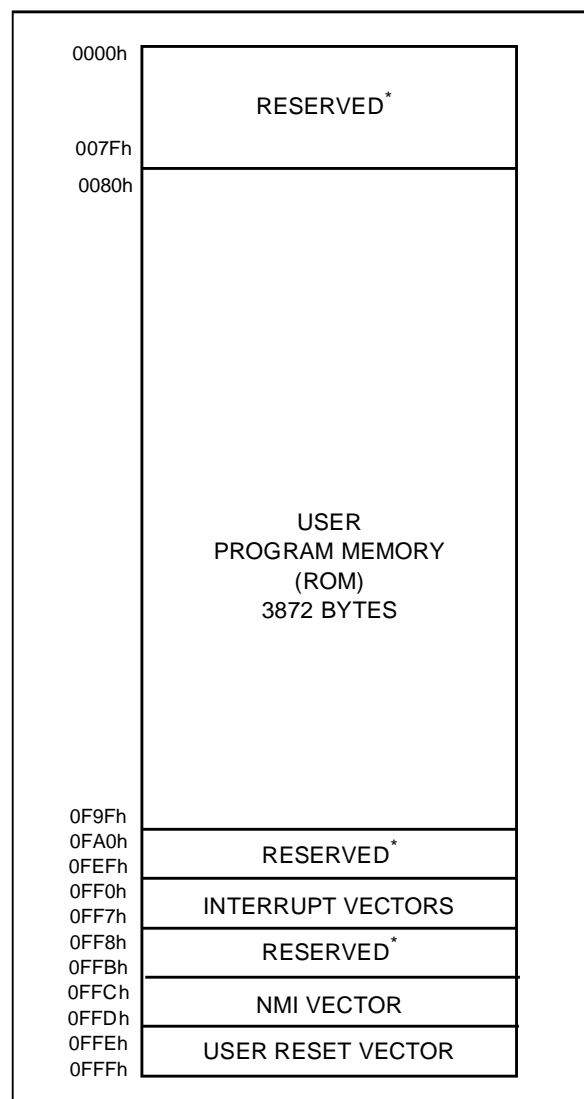 0000h
RESERVED*
007Fh
0080h
USER
PROGRAM MEMORY
(ROM)
3872 BYTES
0F9Fh
0FA0h
RESERVED*
0FEFh
0FF0h
INTERRUPT VECTORS
0FF7h
0FF8h
RESERVED*
0FFBh
0FFCh
NMI VECTOR
0FFDh
0FFEh
USER RESET VECTOR
0FFFh